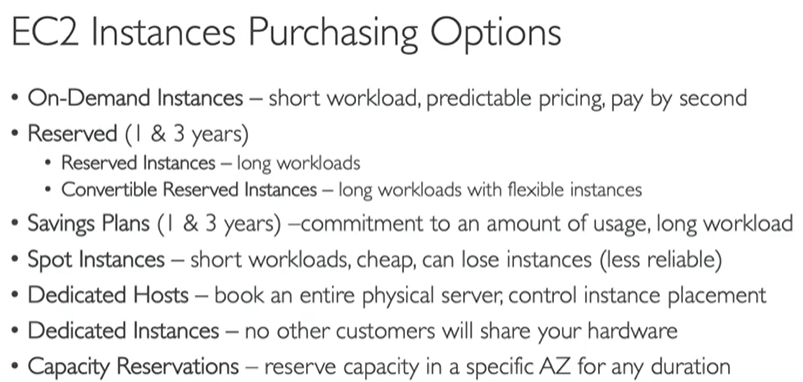 EC2 Instances Purchasing Options
• On-Demand Instances – short workload, predictable pricing, pay by second
• Reserved (1 & 3 years)
• Reserved Instances – long workloads
• Convertible Reserved Instances – long workloads with flexible instances
• Savings Plans (1 & 3 years) –commitment to an amount of usage, long workload
• Spot Instances – short workloads, cheap, can lose instances (less reliable)
• Dedicated Hosts – book an entire physical server, control instance placement
• Dedicated Instances – no other customers will share your hardware
• Capacity Reservations – reserve capacity in a specific AZ for any duration